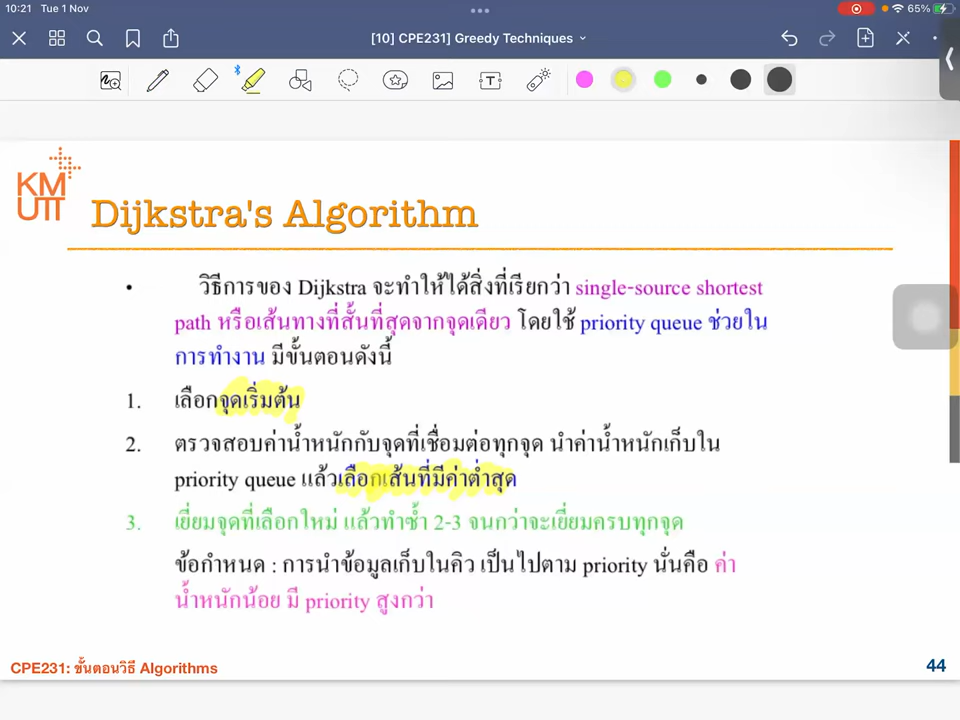 10:21 Tue 1 Nov
65%
[10] CPE231] Greedy Techniques
T
KM
UTT
Dijkstra's Algorithm
• วิธีการของ Dijkstra จะทำให้ได้สิ่งที่เรียกว่า single-source shortest
path หรือเส้นทางที่สั้นที่สุดจากจุดเดียว โดยใช้ priority queue ช่วยใน
การทำงาน มีขั้นตอนดังนี้
1. เลือกจุดเริ่มต้น
2. ตรวจสอบค่าน้ำหนักกับจุดที่เชื่อมต่อทุกจุด นำค่าน้ำหนักเก็บใน
priority queue แล้วเลือกเส้นที่มีค่าต่ำสุด
3. เยี่ยมจุดที่เลือกใหม่ แล้วทำซ้ำ 2-3 จนกว่าจะเยี่ยมครบทุกจุด
ข้อกำหนด : การนำข้อมูลเก็บในคิว เป็นไปตาม priority นั่นคือ ค่า
น้ำหนักน้อย มี priority สูงกว่า
CPE231: ขั้นตอนวิธี Algorithms
44